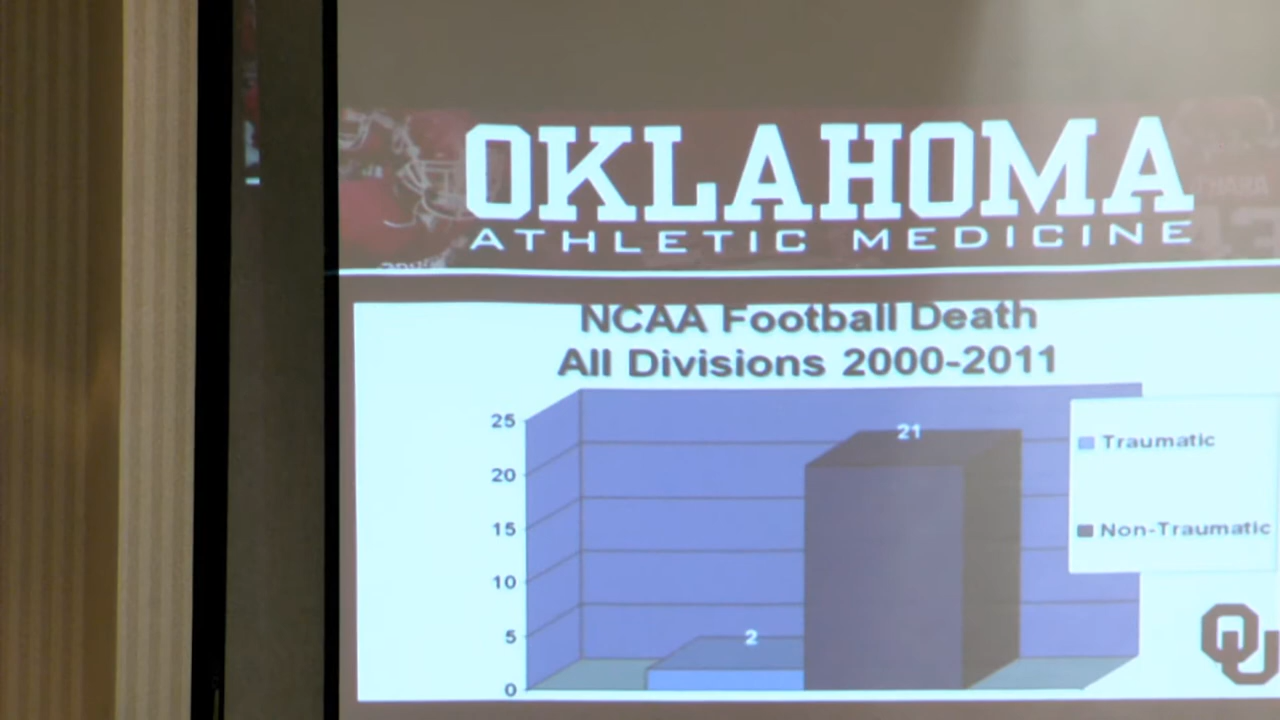 OKLAHOMA
ATHLETIC MEDICINE
NCAA Football Death
All Divisions 2000-2011
25
20
15
10
5
0
21
2
Traumatic
Non-Traumatic
OU